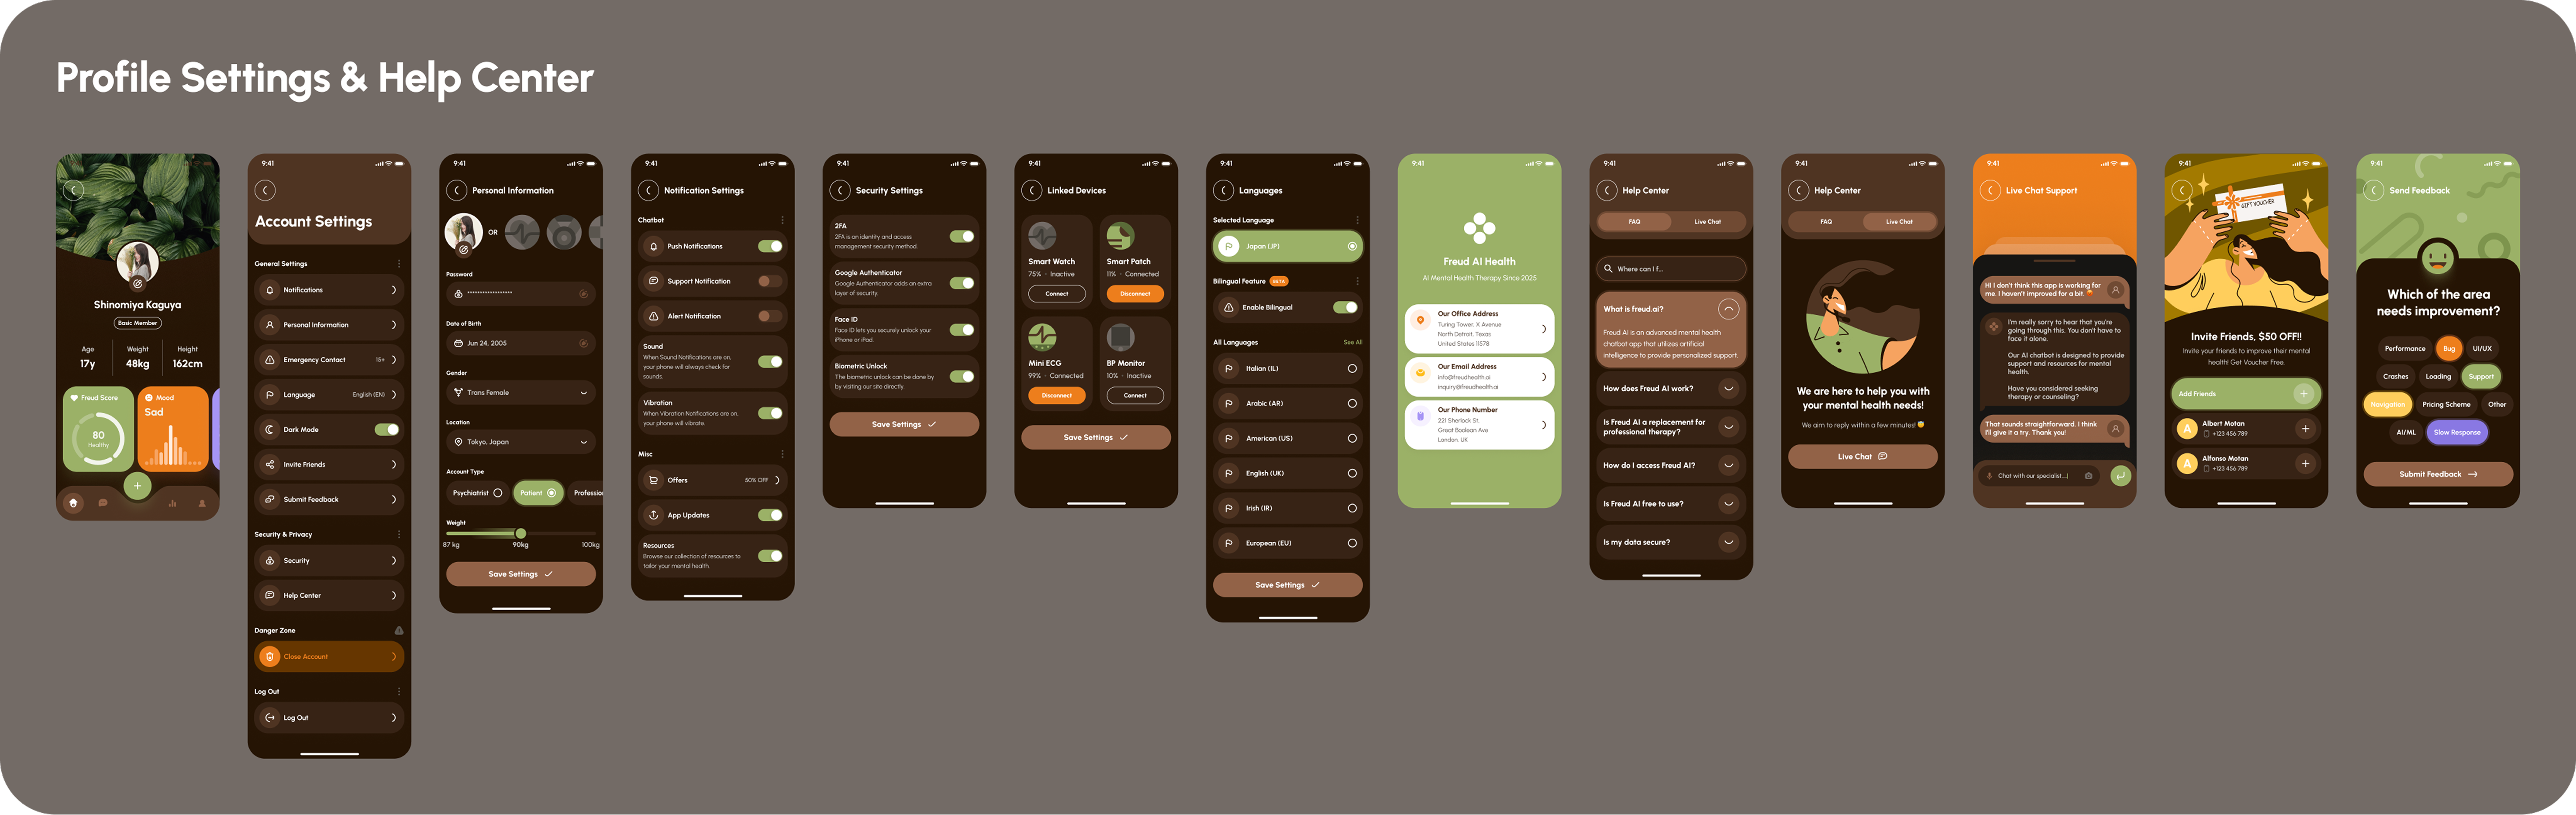 Profile Settings & Help Center
Shinomiya Kaguya
Basic Member
Age
Weight
Height
17y
48kg
162cm
Freud Score
80
Healthy
Mood
Sad
9:41
Account Settings
General Settings
Notifications
Personal Information
Emergency Contact
15+
Language
English (EN)
Dark Mode
Invite Friends
Submit Feedback
Security & Privacy
Security
Help Center
Danger Zone
Close Account
Log Out
Log Out
9:41
Personal Information
OR
Password
******************
Date of Birth
Jun 24, 2005
Gender
Trans Female
Location
Tokyo, Japan
Account Type
Psychiatrist
Patient
Profession
Weight
87 kg
90kg
100kg
Save Settings
9:41
Notification Settings
Chatbot
Push Notifications
Support Notification
Alert Notification
Sound
When Sound Notifications are on,
your phone will always check for
sounds.
Vibration
When Vibration Notifications are on,
your phone will vibrate.
Misc
Offers
50% OFF
App Updates
Resources
Browse our collection of resources to
tailor your mental health.
9:41
Security Settings
2FA
2FA is an identity and access
management security method.
Google Authenticator
Google Authenticator adds an extra
layer of security.
Face ID
Face ID lets you securely unlock your
iPhone or iPad.
Biometric Unlock
The biometric unlock can be done by
by visiting our site directly.
Save Settings
9:41
Linked Devices
Smart Watch
75% · Inactive
Connect
Smart Patch
11% · Connected
Disconnect
Mini ECG
99% · Connected
Disconnect
BP Monitor
10% · Inactive
Connect
Save Settings
9:41
Languages
Selected Language
Japan (JP)
Bilingual Feature
BETA
Enable Bilingual
All Languages
See All
Italian (IL)
Arabic (AR)
American (US)
English (UK)
Irish (IR)
European (EU)
Save Settings
9:41
Freud AI Health
AI Mental Health Therapy Since 2025
Our Office Address
Turing Tower, X Avenue
North Detroit, Texas
United States 11578
Our Email Address
info@freudhealth.ai
inquiry@freudhealth.ai
Our Phone Number
221 Sherlock St,
Great Boolean Ave
London, UK
9:41
Help Center
FAQ
Live Chat
Where can I f...
What is freud.ai?
Freud AI is an advanced mental health
chatbot app that utilizes artificial
intelligence to provide personalized support.
How does Freud AI work?
Is Freud AI a replacement for
professional therapy?
How do I access Freud AI?
Is Freud AI free to use?
Is my data secure?
9:41
Help Center
FAQ
Live Chat
We are here to help you with
your mental health needs!
We aim to reply within a few minutes! 😇
Live Chat
9:41
Live Chat Support
HI I don't think this app is working for
me. I haven't improved for a bit.
I'm really sorry to hear that you're
going through this. You don't have to
face it alone.
Our AI chatbot is designed to provide
support and resources for mental
health.
Have you considered seeking
therapy or counseling?
That sounds straightforward. I think
I'll give it a try. Thank you!
Chat with our specialist...|
9:41
GIFT VOUCHER
Invite Friends, $50 OFF!!
Invite your friends to improve their mental
health! Get Voucher Free.
Add Friends
A
Albert Motan
+123 456 789
A
Alfonso Motan
+123 456 789
9:41
Send Feedback
Which of the area
needs improvement?
Performance
Bug
UI/UX
Crashes
Loading
Support
Navigation
Pricing Scheme
Other
AI/ML
Slow Response
Submit Feedback